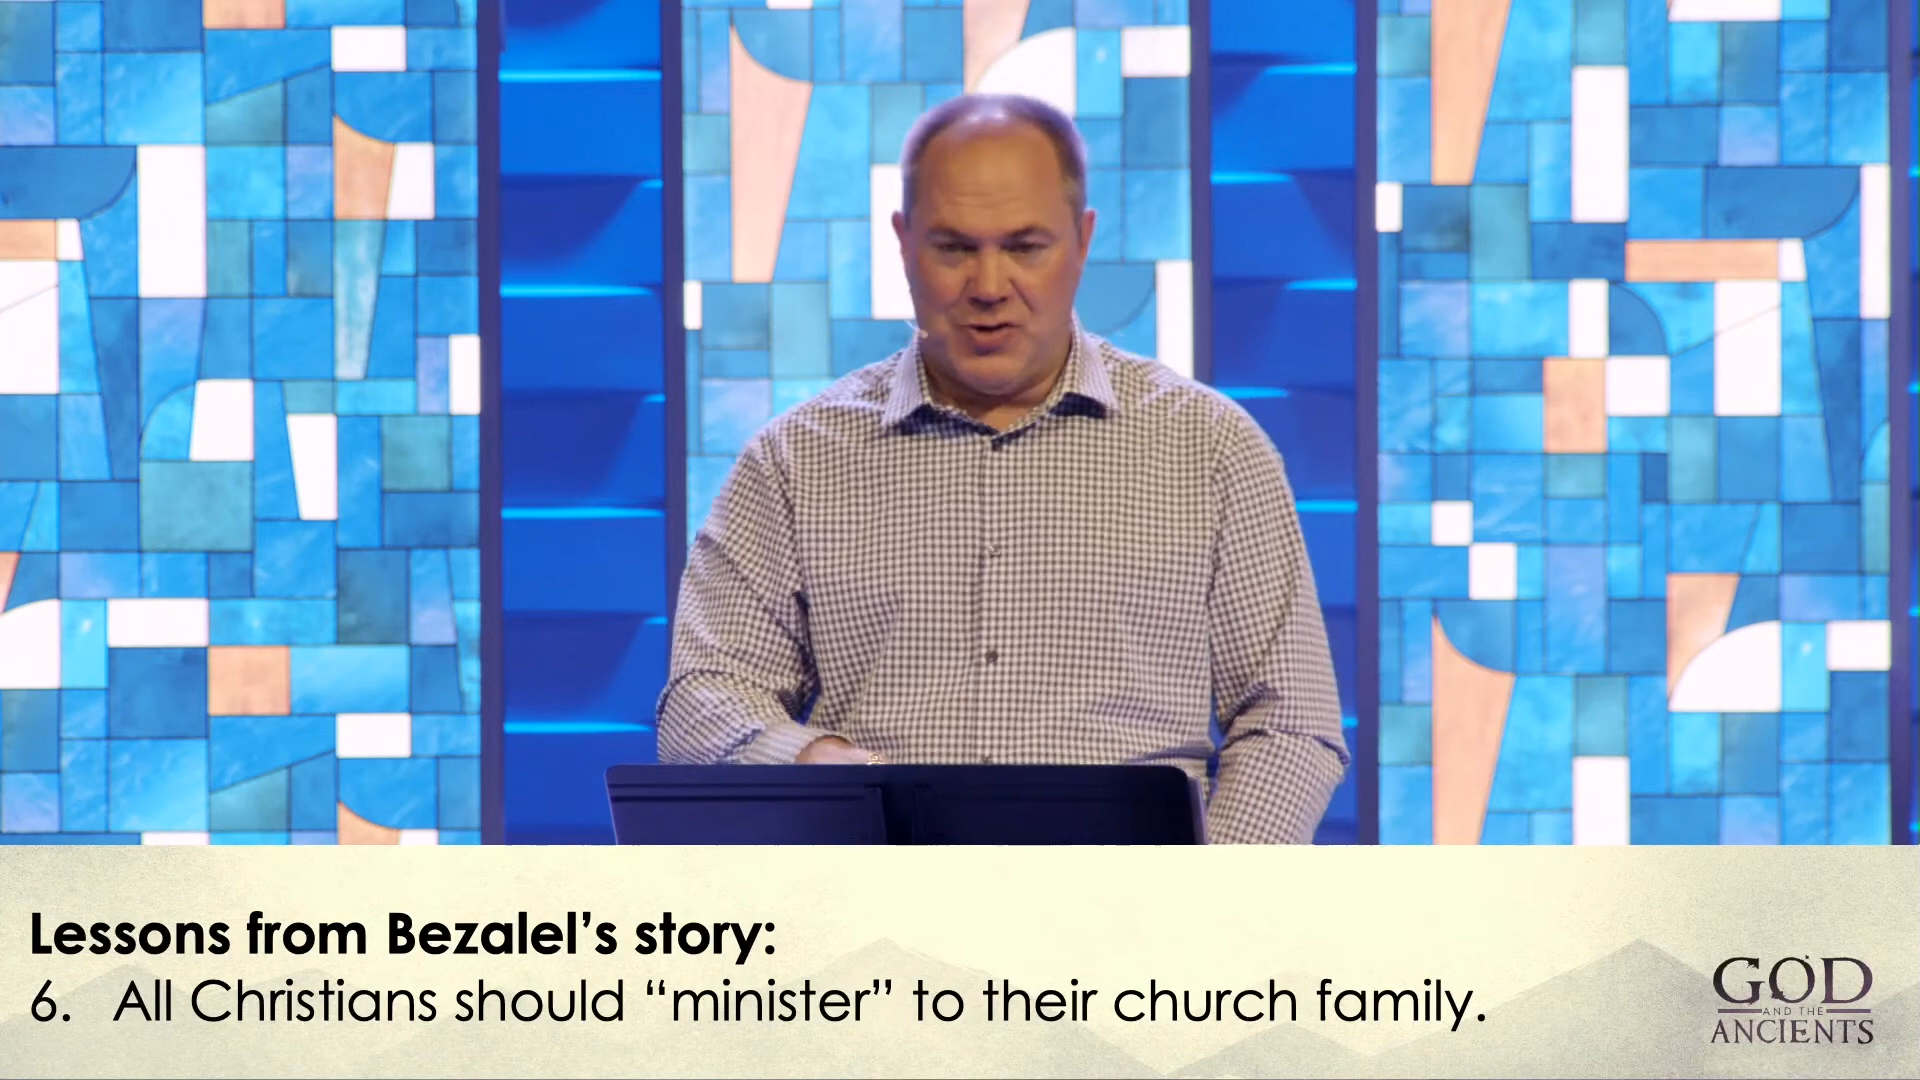 Lessons from Bezalel’s story:
6. All Christians should “minister” to their church family.
GOD
AND THE
ANCIENTS